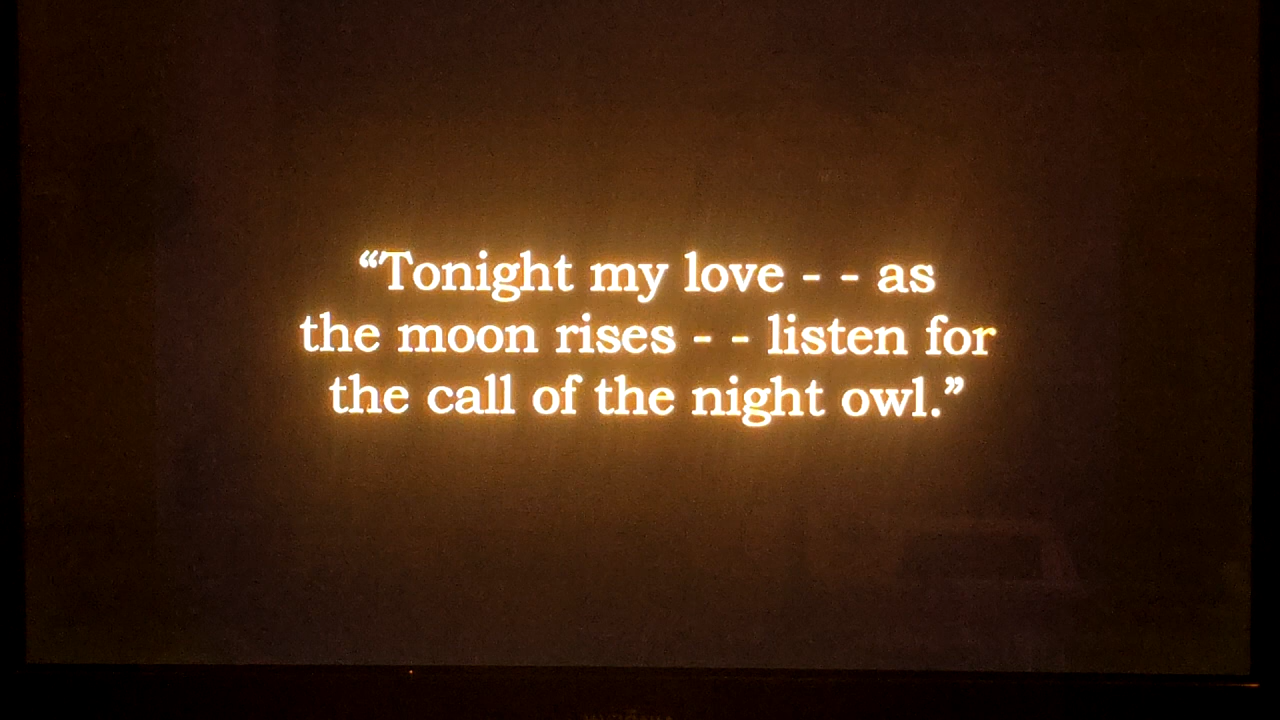 “Tonight my love - - as
the moon rises - - listen for
the call of the night owl.”